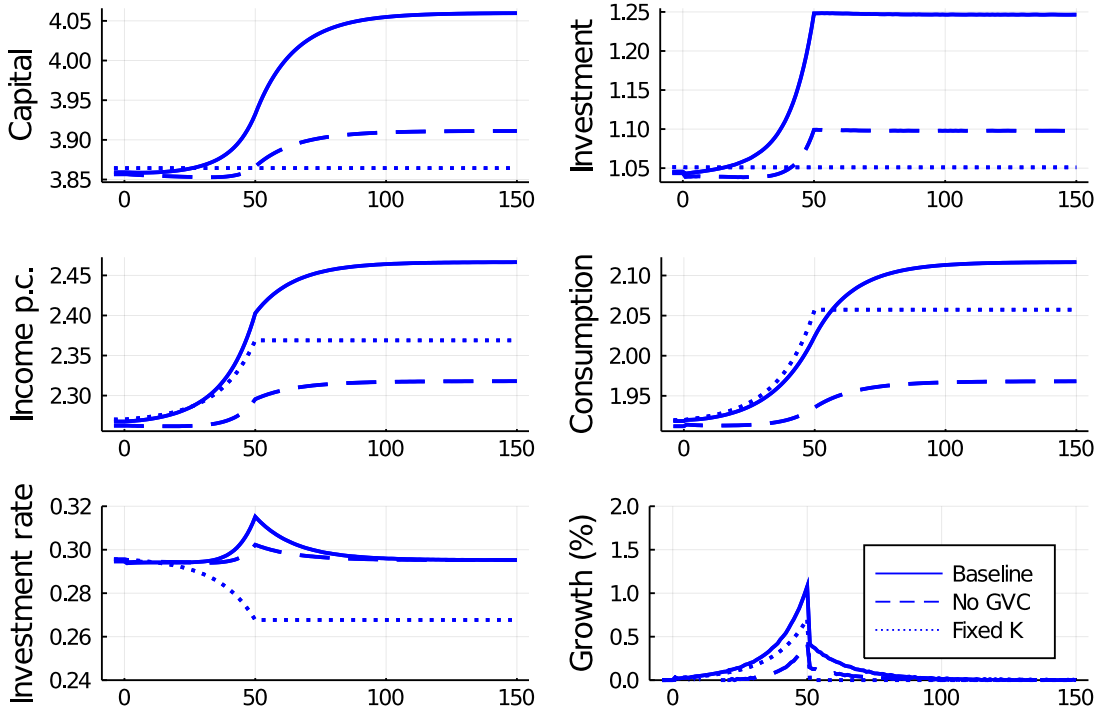 Capital
4.05
4.00
3.95
3.90
3.85
0 50 100 150
Investment
1.25
1.20
1.15
1.10
1.05
0 50 100 150
Income p.c.
2.45
2.40
2.35
2.30
0 50 100 150
Consumption
2.10
2.05
2.00
1.95
0 50 100 150
Investment rate
0.32
0.30
0.28
0.26
0.24
0 50 100 150
Growth (%)
2.0
1.5
1.0
0.5
0.0
0 50 100 150
Baseline
No GVC
Fixed K